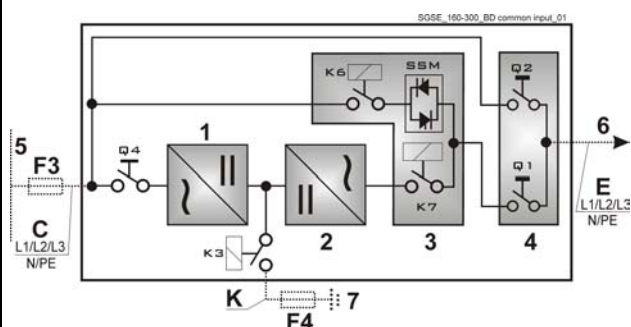 SGSE_160-300_BD common input_01
K6
SSM
Q2
5
F3
Q4
1
6
Q1
E
L1/L2/L3
N/PE
C
L1/L2/L3
N/PE
K3
2
K7
3
4
K
7
F4